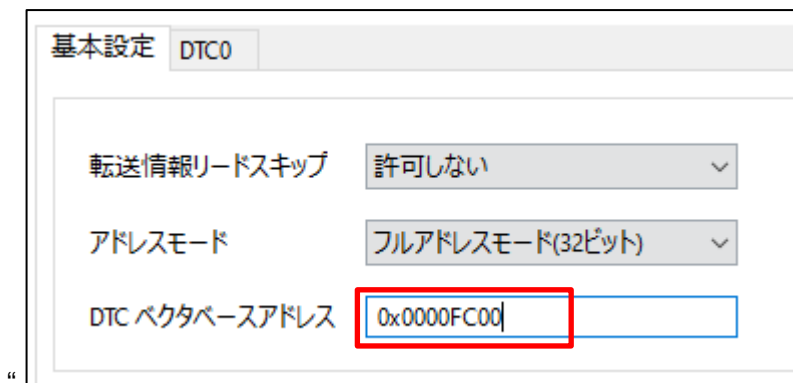 基本設定 DTC0
転送情報リードスキップ 許可しない
アドレスモード フルアドレスモード(32ビット)
DTC ベクタベースアドレス 0x0000FC00
“